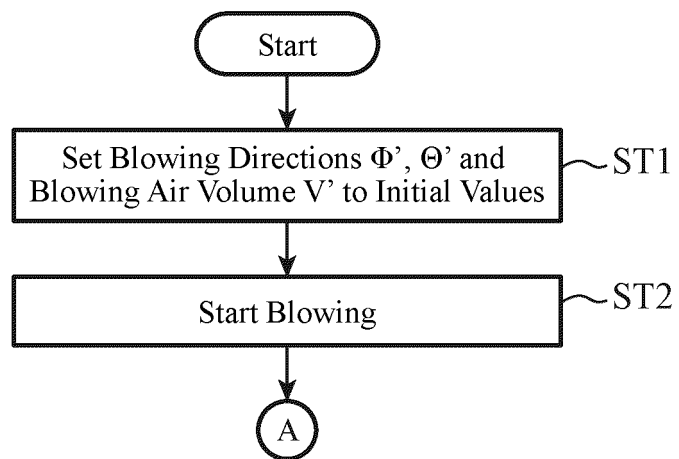 Start
Set Blowing Directions Φ’, Θ’ and
Blowing Air Volume V’ to Initial Values
ST1
Start Blowing
ST2
A